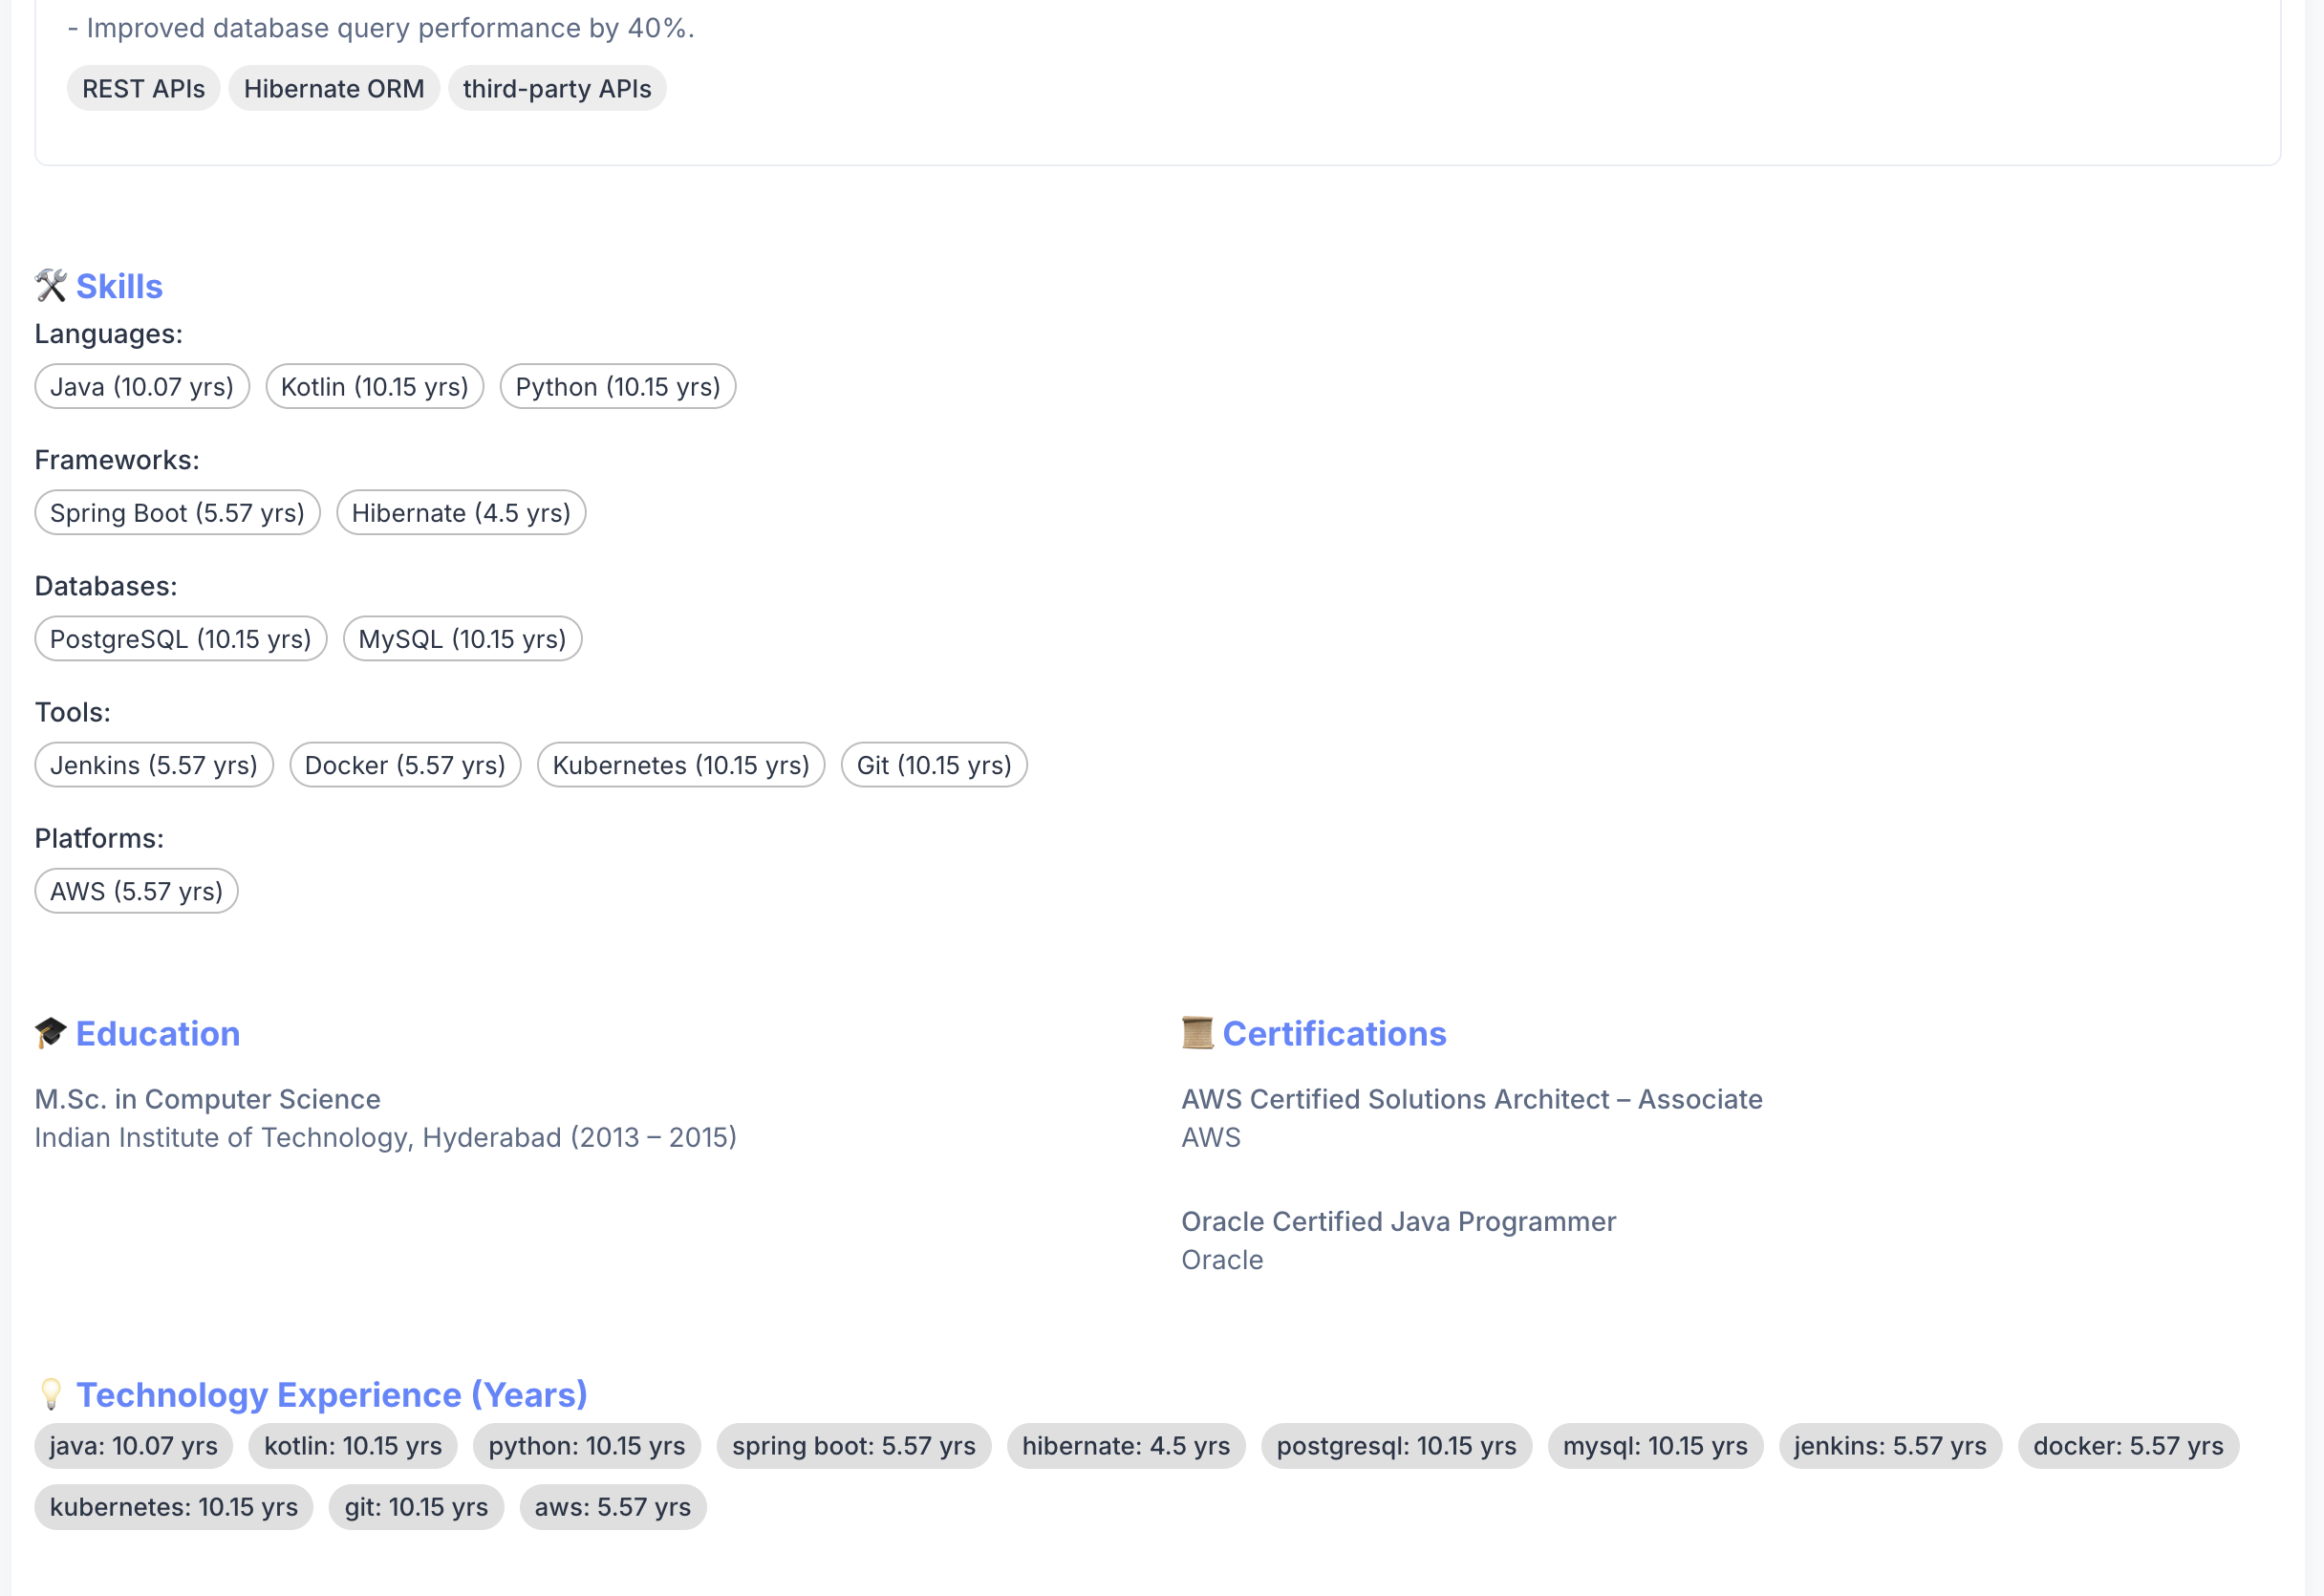 - Improved database query performance by 40%.
REST APIs Hibernate ORM third-party APIs
Skills
Languages:
Java (10.07 yrs) Kotlin (10.15 yrs) Python (10.15 yrs)
Frameworks:
Spring Boot (5.57 yrs) Hibernate (4.5 yrs)
Databases:
PostgreSQL (10.15 yrs) MySQL (10.15 yrs)
Tools:
Jenkins (5.57 yrs) Docker (5.57 yrs) Kubernetes (10.15 yrs) Git (10.15 yrs)
Platforms:
AWS (5.57 yrs)
Education
M.Sc. in Computer Science
Indian Institute of Technology, Hyderabad (2013 – 2015)
Certifications
AWS Certified Solutions Architect – Associate
AWS
Oracle Certified Java Programmer
Oracle
Technology Experience (Years)
java: 10.07 yrs kotlin: 10.15 yrs python: 10.15 yrs spring boot: 5.57 yrs hibernate: 4.5 yrs postgresql: 10.15 yrs mysql: 10.15 yrs jenkins: 5.57 yrs docker: 5.57 yrs
kubernetes: 10.15 yrs git: 10.15 yrs aws: 5.57 yrs